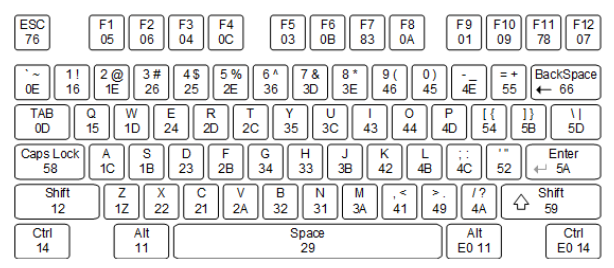 ESC F1 F2 F3 F4 F5 F6 F7 F8 F9 F10 F11 F12
76 05 06 04 0C 03 0B 83 0A 01 09 78 07
` ~ 1 ! 2 @ 3 # 4 $ 5 % 6 ^ 7 & 8 * 9 ( 0 ) - _ = + BackSpace
0E 16 1E 26 25 2E 36 3D 3E 46 45 4E 55 ← 66
TAB Q W E R T Y U I O P [ { ] } \ |
0D 15 1D 24 2D 2C 35 3C 43 44 4D 54 5B 5D
Caps Lock A S D F G H J K L ; : ' " Enter
58 1C 1B 23 2B 34 33 3B 42 4B 4C 52 ↵ 5A
Shift Z X C V B N M , < > . / ? Shift
12 1Z 22 21 2A 32 31 3A 41 49 4A ⇧ 59
Ctrl Alt Space Alt Ctrl
14 11 29 E0 11 E0 14